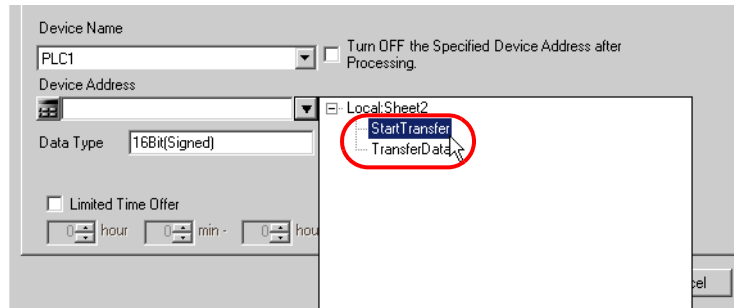 Device Name
PLC1
Turn OFF the Specified Device Address after
Processing.
Device Address
Local:Sheet2
StartTransfer
TransferData
Data Type 16Bit(Signed)
Limited Time Offer
0 hour 0 min - 0 hou
cel